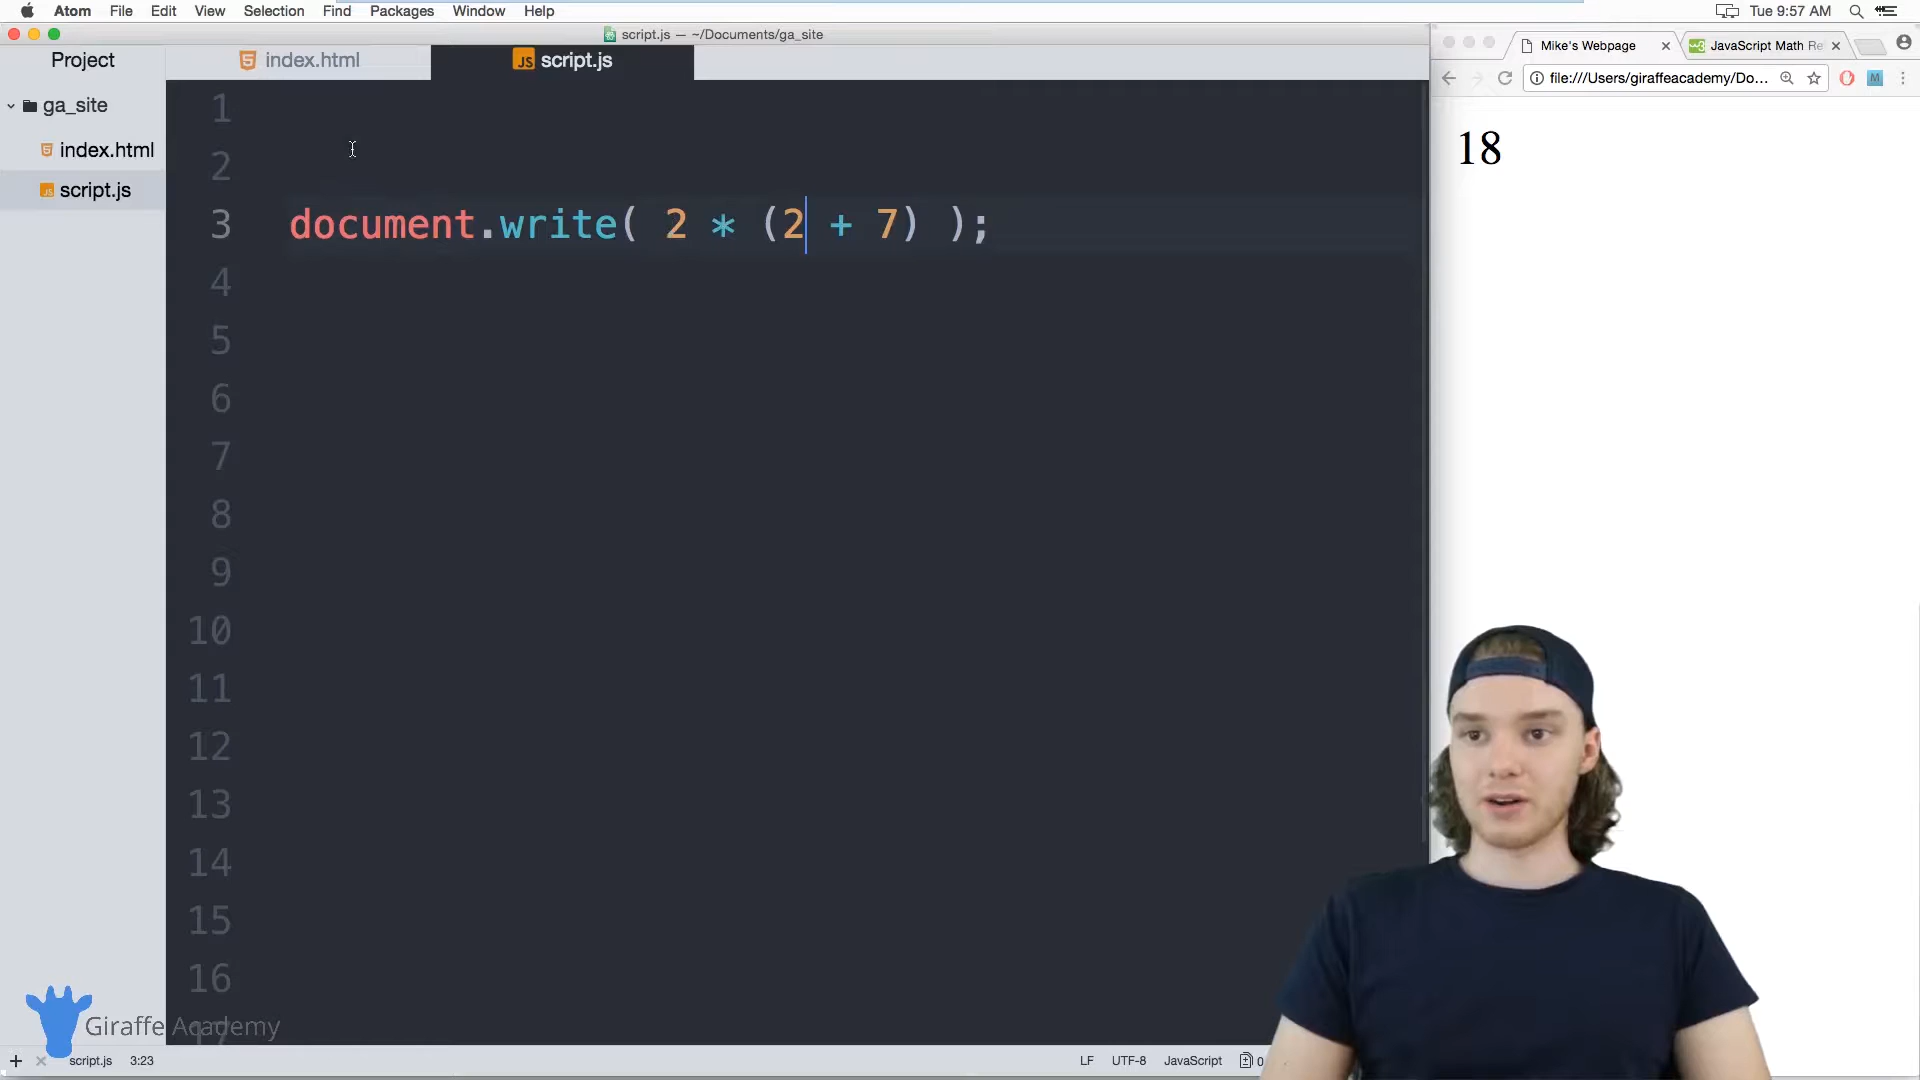 Atom File Edit View Selection Find Packages Window Help Tue 9:57 AM
script.js — ~/Documents/ga_site
Project
index.html
script.js
Mike's Webpage
JavaScript Math Re
file:///Users/giraffeacademy/Do...
ga_site
index.html
script.js
1
2
3 document.write( 2 * (2 + 7) );
4
5
6
7
8
9
10
11
12
13
14
15
16
17
18
Giraffe Academy
script.js 3:23 LF UTF-8 JavaScript 0